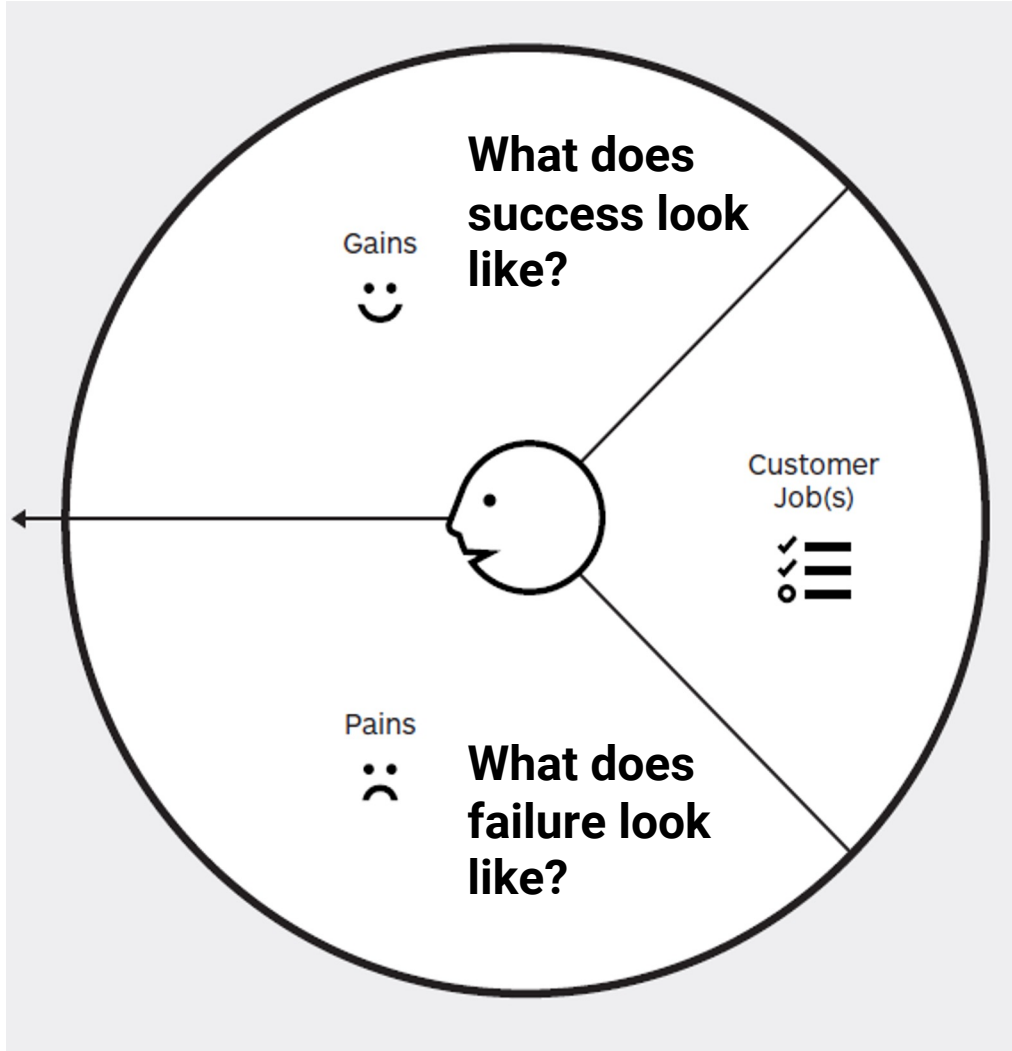 What does
success look
like?
Gains
Customer
Job(s)
Pains
What does
failure look
like?